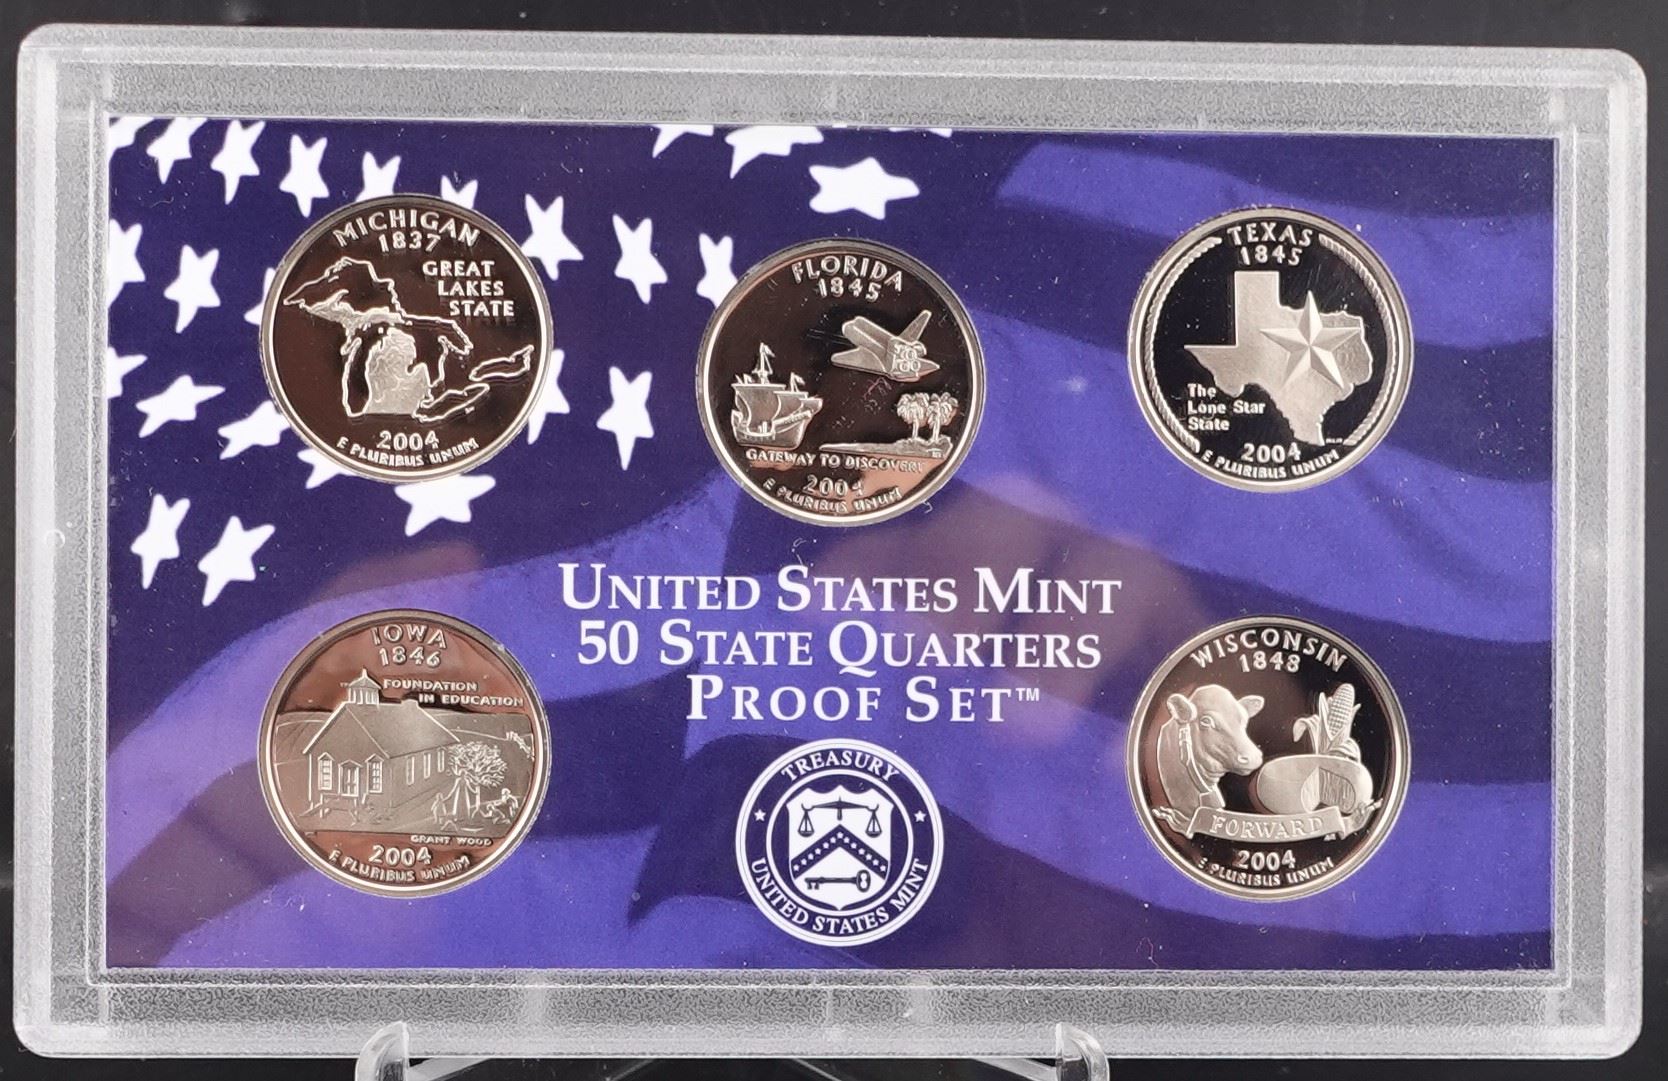 MICHIGAN
1837
GREAT
LAKES
STATE
2004
E PLURIBUS UNUM
FLORIDA
1845
GATEWAY TO DISCOVERY
2004
E PLURIBUS UNUM
TEXAS
1845
The
Lone Star
State
2004
E PLURIBUS UNUM
UNITED STATES MINT
50 STATE QUARTERS
PROOF SET™
IOWA
1846
FOUNDATION
IN EDUCATION
GRANT WOOD
2004
E PLURIBUS UNUM
TREASURY
UNITED STATES MINT
WISCONSIN
1848
FORWARD
2004
E PLURIBUS UNUM